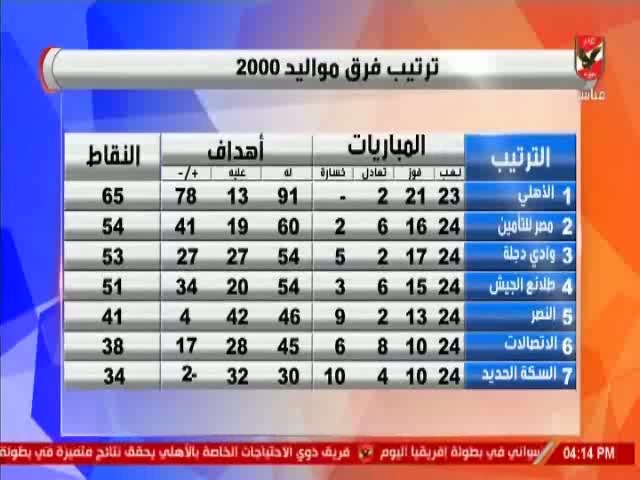 ترتيب فرق مواليد 2000
مباشر
الترتيب المباريات أهداف النقاط
لعب فوز تعادل خسارة له عليه +/-
1 الأهلي 23 21 2 - 91 13 78 65
2 مصر للتأمين 24 16 6 2 60 19 41 54
3 وادي دجلة 24 17 2 5 54 27 27 53
4 طلائع الجيش 24 15 6 3 54 20 34 51
5 النصر 24 13 2 9 46 42 4 41
6 الاتصالات 24 10 8 6 45 28 17 38
7 السكة الحديد 24 10 4 10 30 32 2- 34
04:14 PM سواني في بطولة إفريقيا اليوم فريق ذوي الاحتياجات الخاصة بالأهلي يحقق نتائج متميزة في بطولة